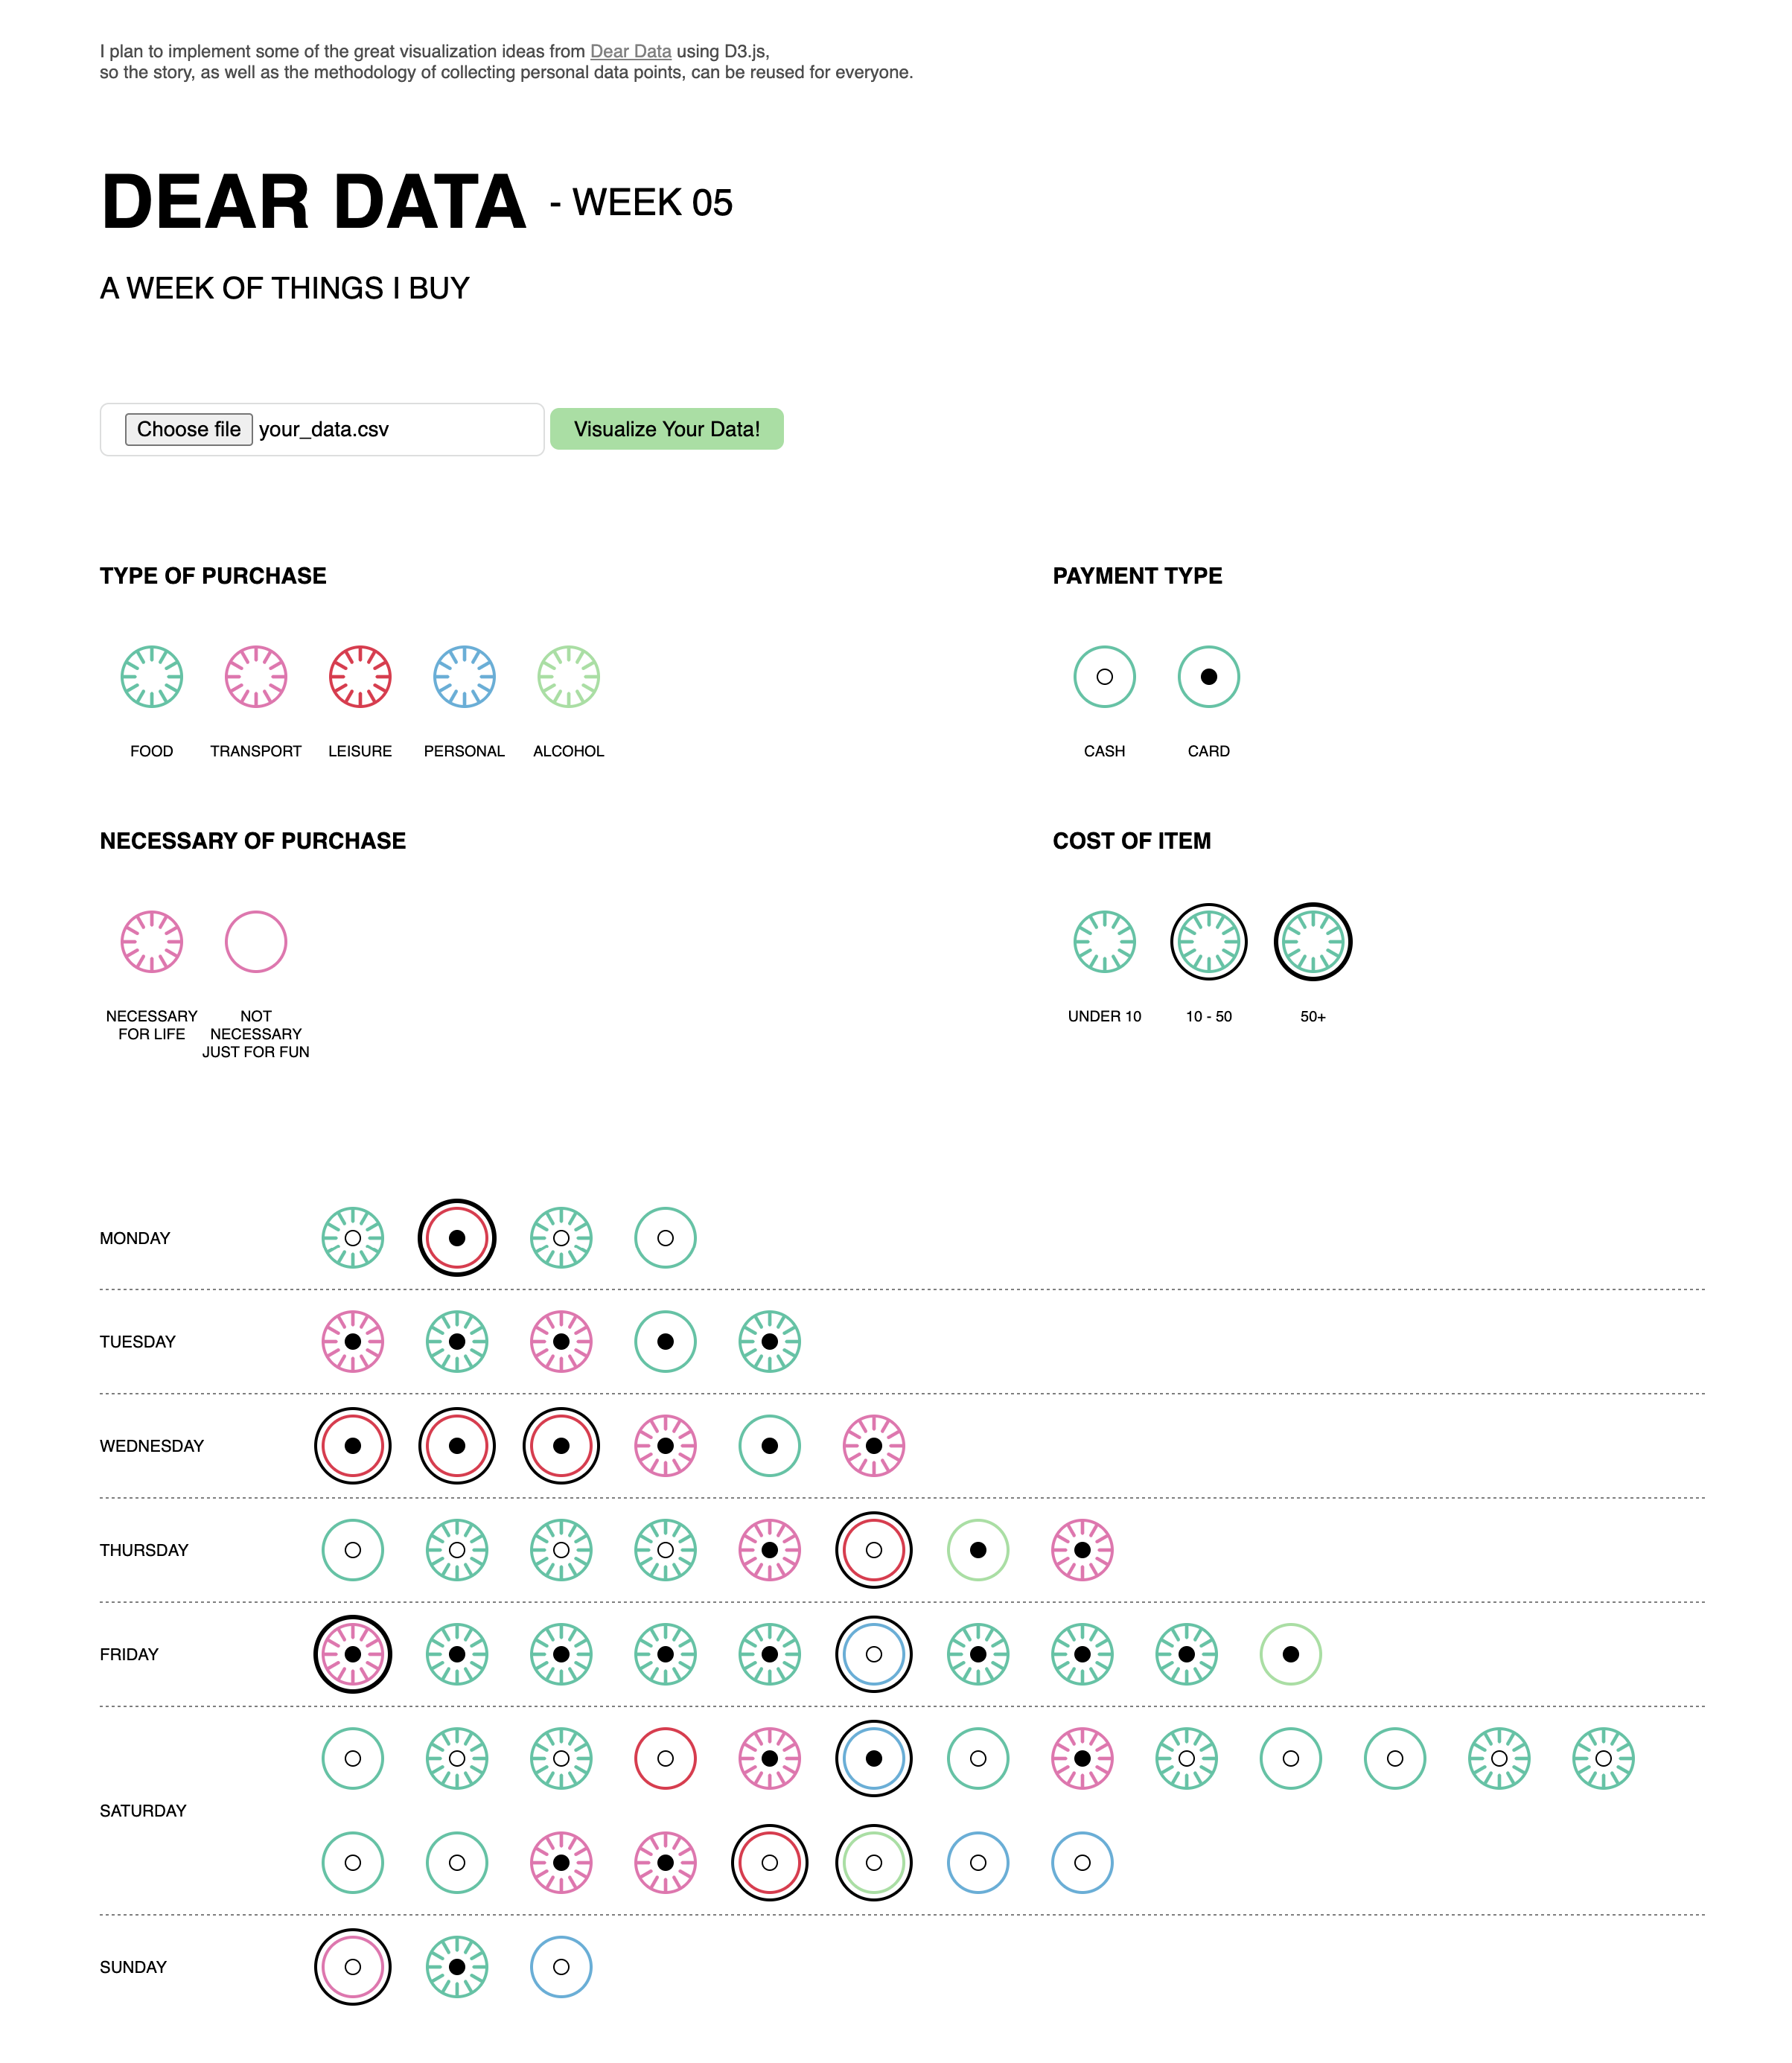 I plan to implement some of the great visualization ideas from Dear Data using D3.js,
so the story, as well as the methodology of collecting personal data points, can be reused for everyone.
DEAR DATA - WEEK 05
A WEEK OF THINGS I BUY
Choose file your_data.csv Visualize Your Data!
TYPE OF PURCHASE
FOOD TRANSPORT LEISURE PERSONAL ALCOHOL
PAYMENT TYPE
CASH CARD
NECESSARY OF PURCHASE
NECESSARY
FOR LIFE
NOT
NECESSARY
JUST FOR FUN
COST OF ITEM
UNDER 10 10 - 50 50+
MONDAY
TUESDAY
WEDNESDAY
THURSDAY
FRIDAY
SATURDAY
SUNDAY